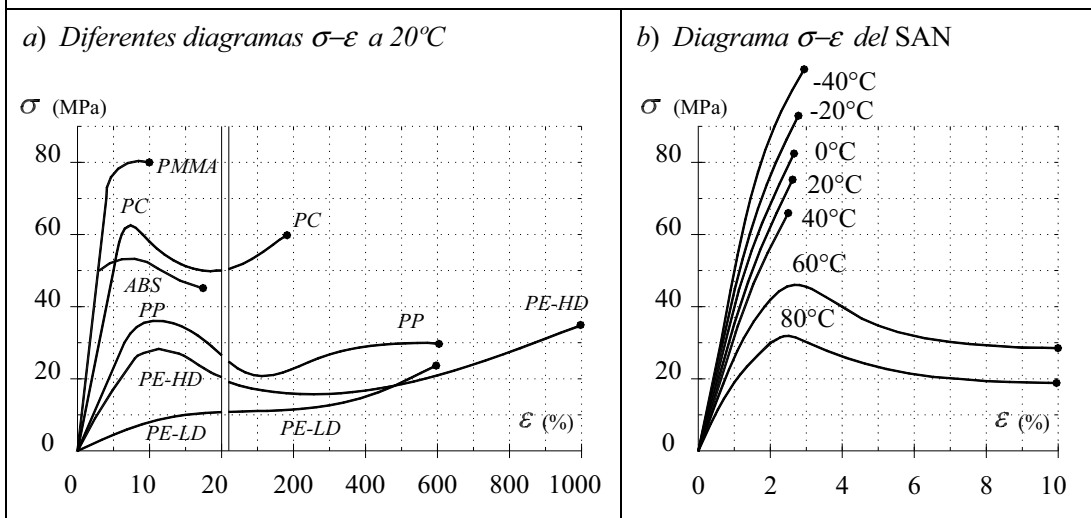 a) Diferentes diagramas σ–ε a 20ºC
σ (MPa)
80
60
40
20
0
PMMA
PC
PC
ABS
PP
PP
PE-HD
PE-HD
PE-LD
PE-LD
ε (%)
0 10 20 200 400 600 1000
b) Diagrama σ–ε del SAN
σ (MPa)
80
60
40
20
0
-40°C
-20°C
0°C
20°C
40°C
60°C
80°C
ε (%)
0 2 4 6 8 10